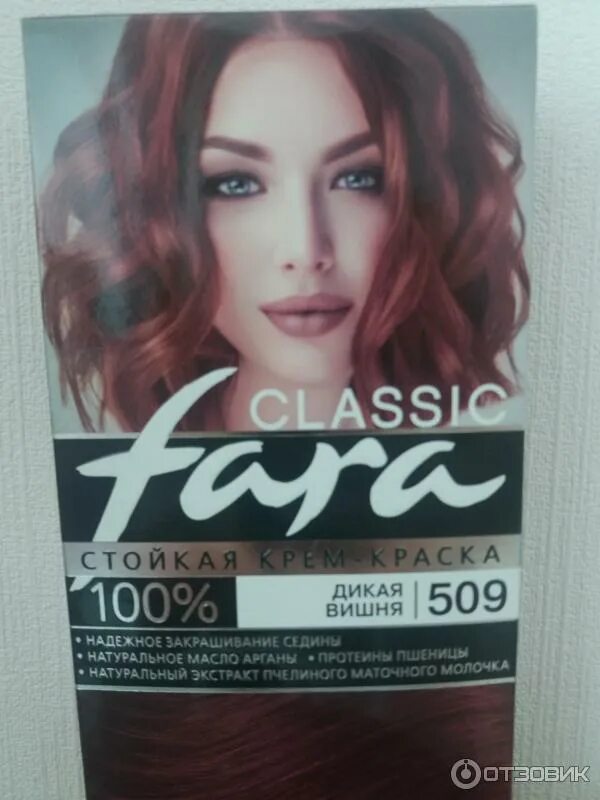 CLASSIC
fara
СТОЙКАЯ КРЕМ-КРАСКА
100%
ДИКАЯ
ВИШНЯ
509
• НАДЕЖНОЕ ЗАКРАШИВАНИЕ СЕДИНЫ
• НАТУРАЛЬНОЕ МАСЛО АРГАНЫ • ПРОТЕИНЫ ПШЕНИЦЫ
• НАТУРАЛЬНЫЙ ЭКСТРАКТ ПЧЕЛИНОГО МАТОЧНОГО МОЛОЧКА
ОТЗОВИК